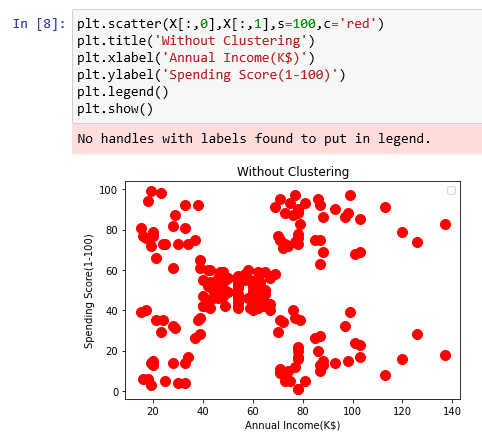 In [8]: plt.scatter(X[:,0],X[:,1],s=100,c='red')
plt.title('Without Clustering')
plt.xlabel('Annual Income(K$)')
plt.ylabel('Spending Score(1-100)')
plt.legend()
plt.show()
No handles with labels found to put in legend.
Without Clustering
100
80
60
40
20
0
Spending Score(1-100)
20 40 60 80 100 120 140
Annual Income(K$)